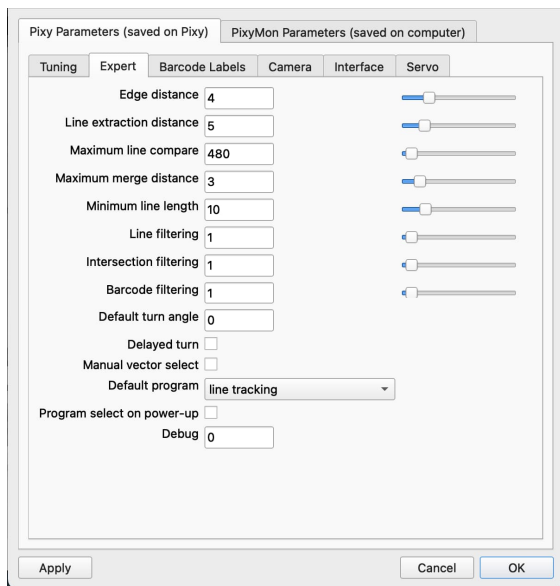 Pixy Parameters (saved on Pixy) PixyMon Parameters (saved on computer)
Tuning Expert Barcode Labels Camera Interface Servo
Edge distance 4
Line extraction distance 5
Maximum line compare 480
Maximum merge distance 3
Minimum line length 10
Line filtering 1
Intersection filtering 1
Barcode filtering 1
Default turn angle 0
Delayed turn
Manual vector select
Default program line tracking
Program select on power-up
Debug 0
Apply Cancel OK